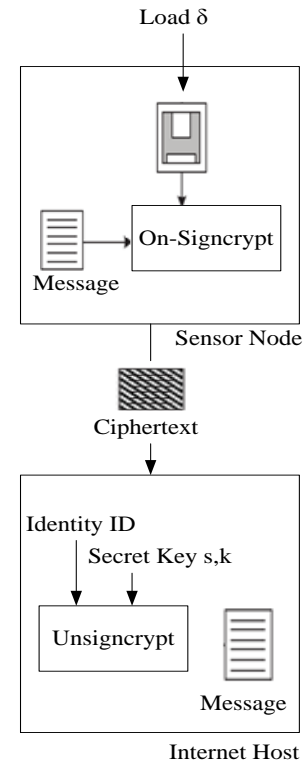 Load δ
On-Signcrypt
Message
Sensor Node
Ciphertext
Identity ID
Secret Key s,k
Unsigncrypt
Message
Internet Host